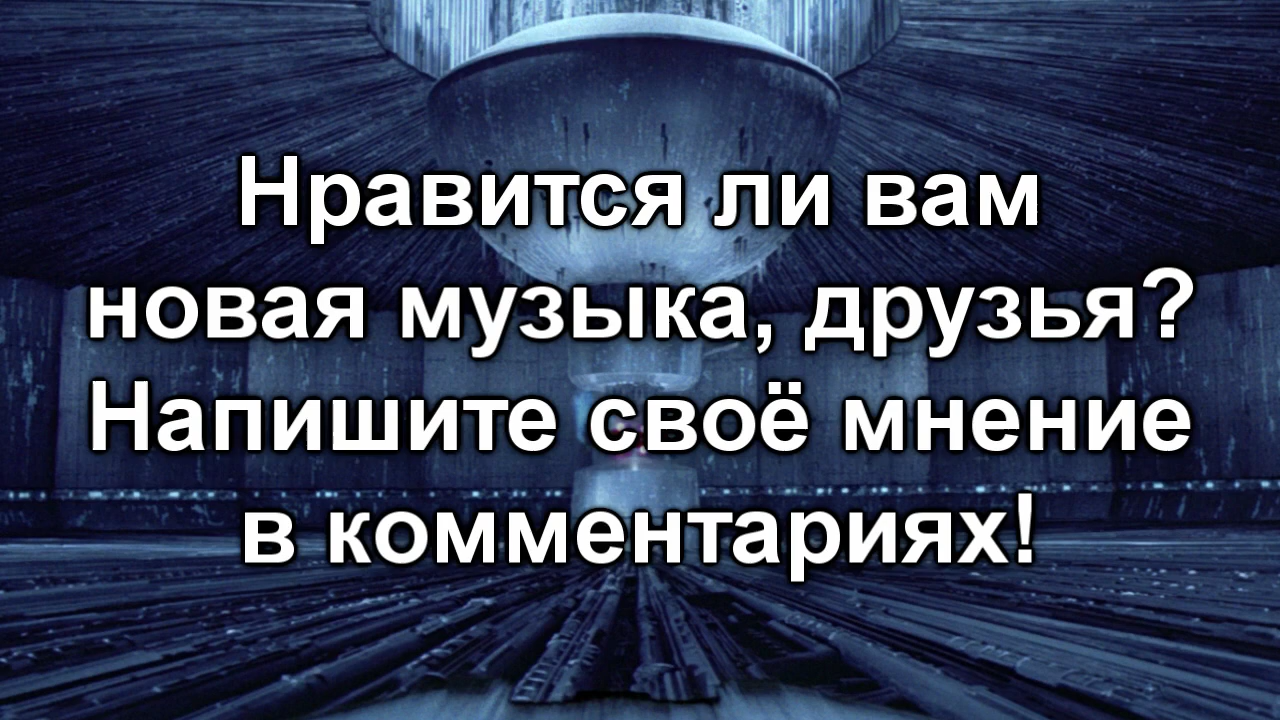 Нравится ли вам
новая музыка, друзья?
Напишите своё мнение
в комментариях!